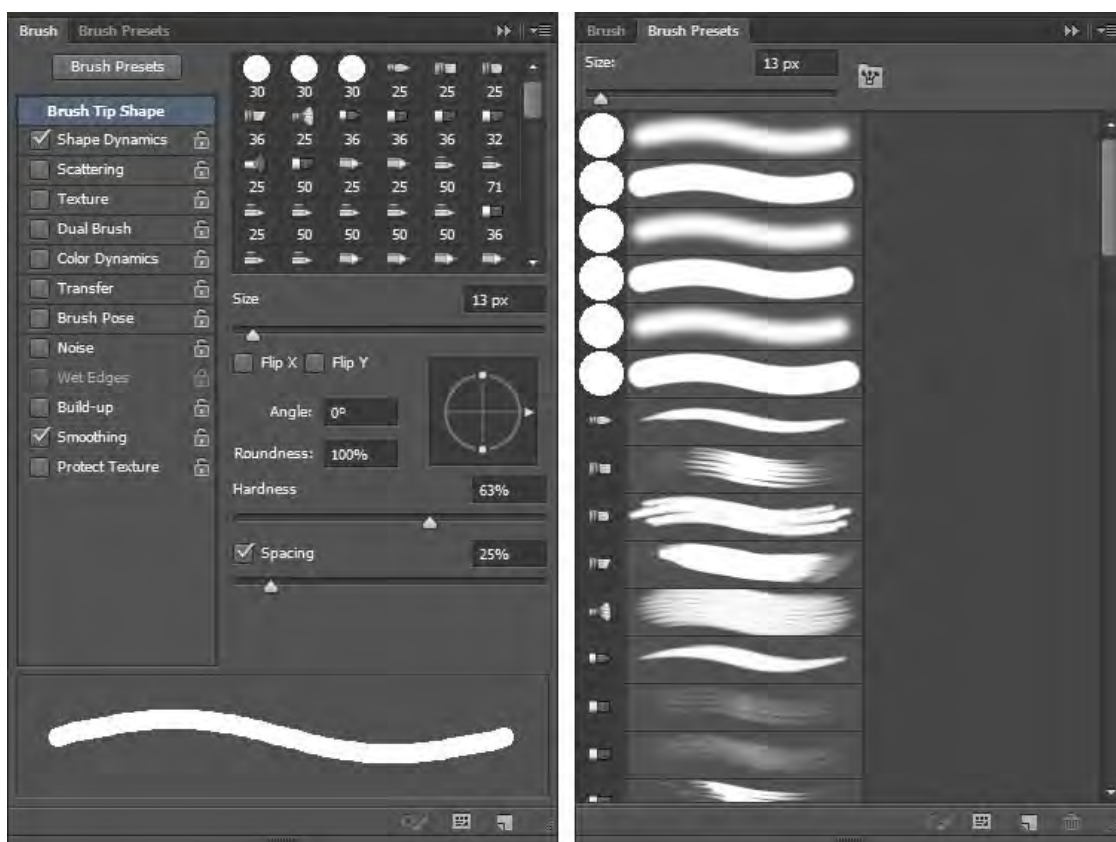 Brush Brush Presets
Brush Presets
Brush Tip Shape
Shape Dynamics
Scattering
Texture
Dual Brush
Color Dynamics
Transfer
Brush Pose
Noise
Wet Edges
Build-up
Smoothing
Protect Texture
30 30 30 25 25 25
36 25 36 36 36 32
25 50 25 25 50 71
25 50 50 50 50 36
Size 13 px
Flip X Flip Y
Angle: 0º
Roundness: 100%
Hardness 63%
Spacing 25%
Brush Brush Presets
Size: 13 px